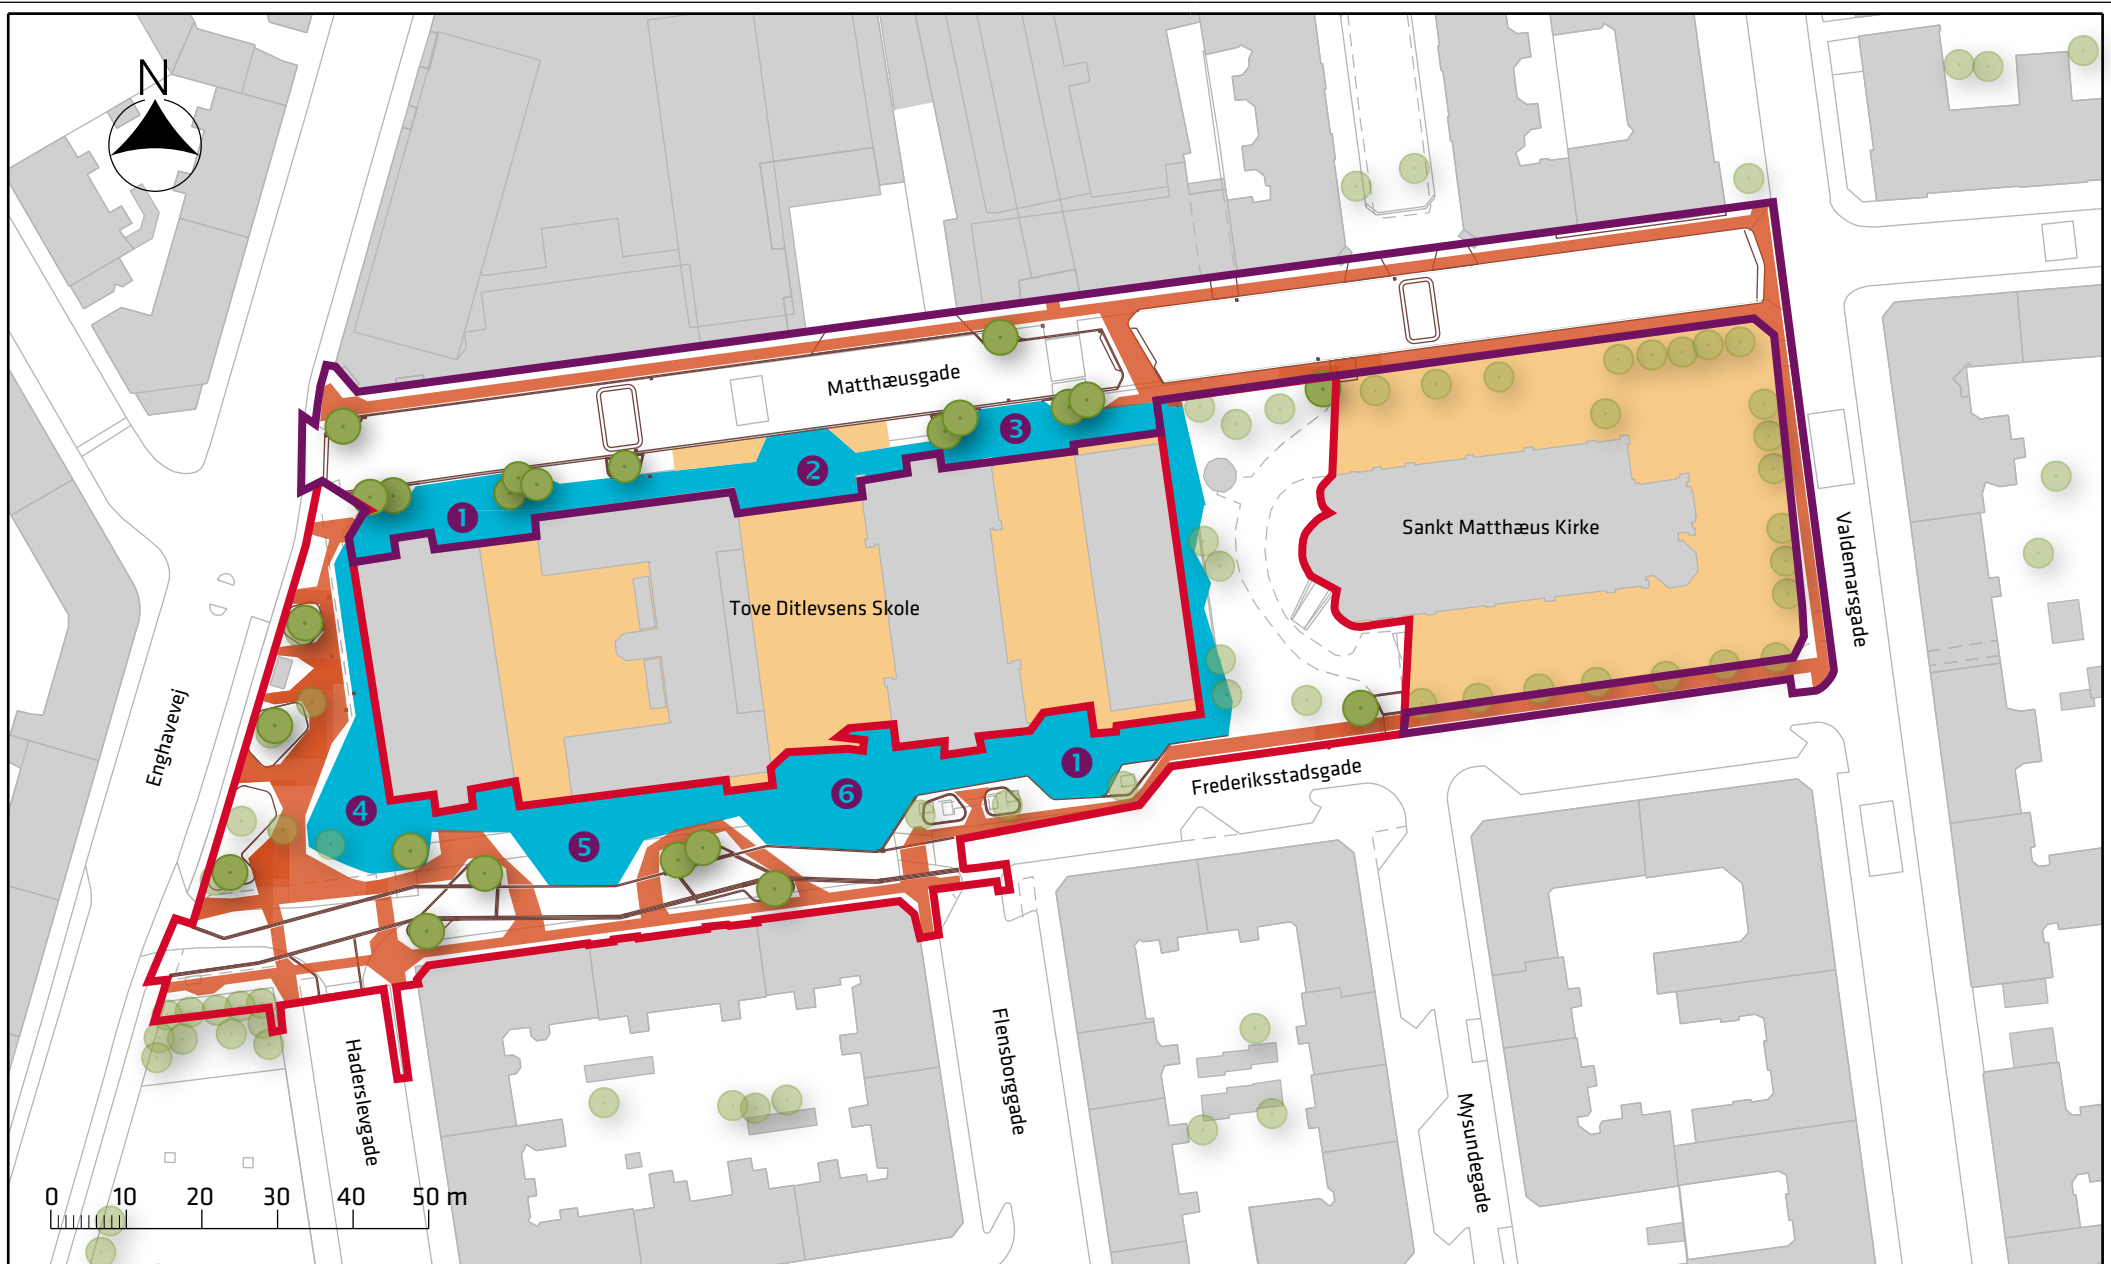 N
Matthæusgade
3
2
1
Sankt Matthæus Kirke
Tove Ditlevsens Skole
Valdemarsgade
Enghavevej
1
6
4
5
Frederiksstadsgade
Flensborggade
Haderslevgade
Mysundegade
0 10 20 30 40 50 m